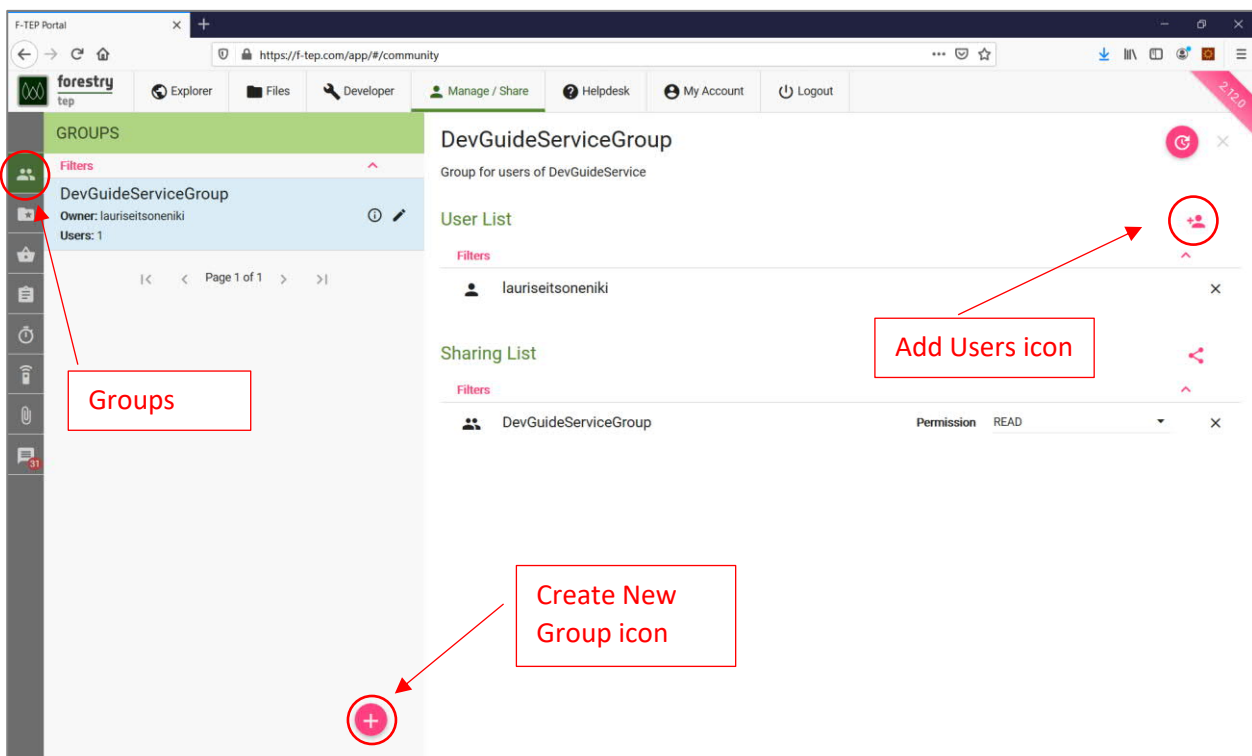 F-TEP Portal
https://f-tep.com/app/#/community
forestry
tep
Explorer
Files
Developer
Manage / Share
Helpdesk
My Account
Logout
2.12.0
GROUPS
Filters
DevGuideServiceGroup
Owner: lauriseitsoneniki
Users: 1
Page 1 of 1
31
Groups
DevGuideServiceGroup
Group for users of DevGuideService
User List
Filters
lauriseitsoneniki
Add Users icon
Sharing List
Filters
DevGuideServiceGroup
Permission READ
Create New
Group icon